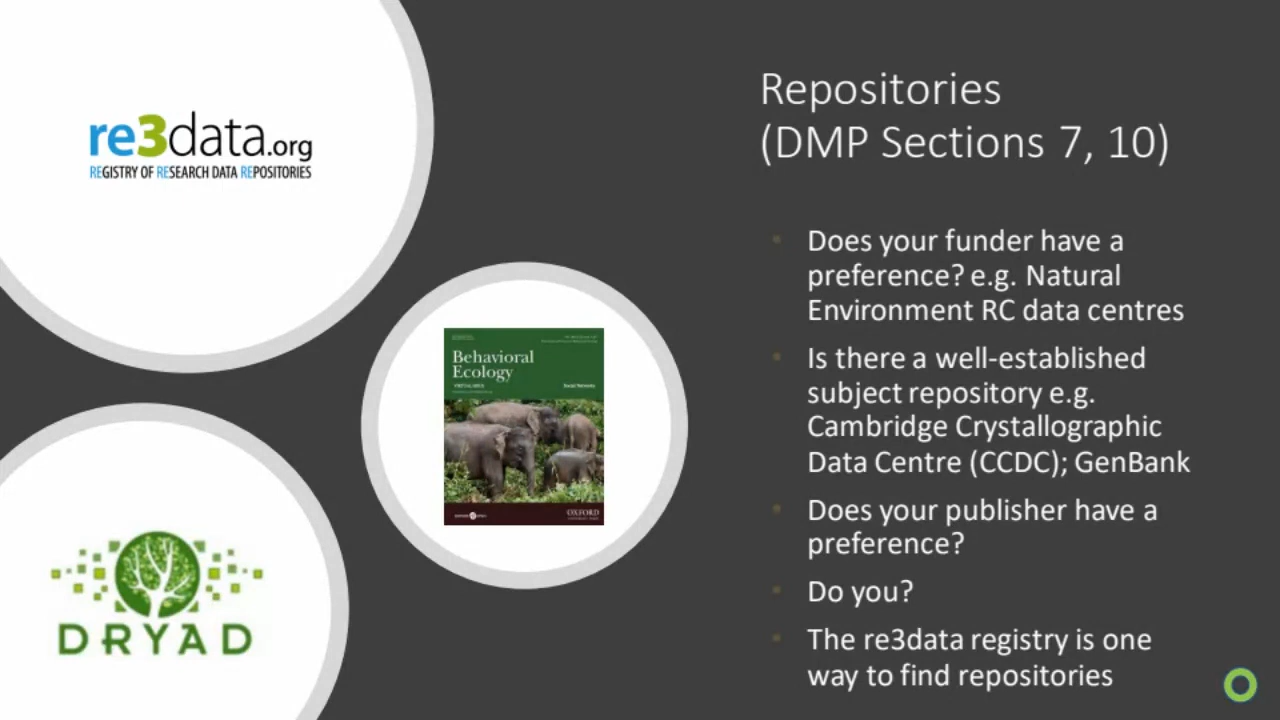 re3data.org
REGISTRY OF RESEARCH DATA REPOSITORIES
Behavioral
Ecology
VIRTUAL ISSUE
Social Networks
OXFORD
DRYAD
Repositories
(DMP Sections 7, 10)
Does your funder have a
preference? e.g. Natural
Environment RC data centres
Is there a well-established
subject repository e.g.
Cambridge Crystallographic
Data Centre (CCDC); GenBank
Does your publisher have a
preference?
Do you?
The re3data registry is one
way to find repositories